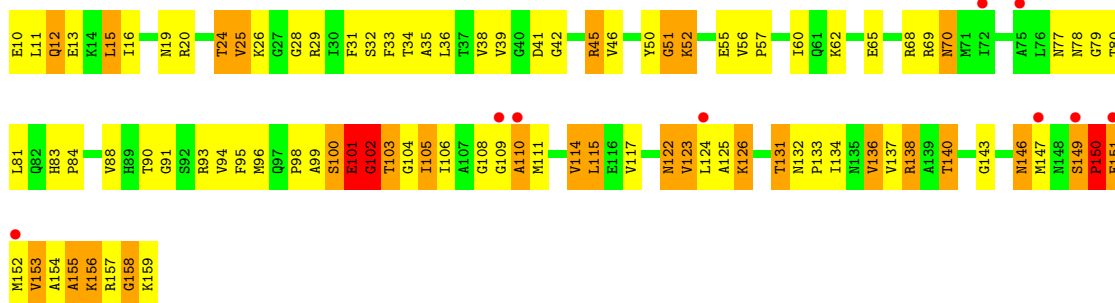 E10 L11 Q12 E13 K14 L15 I16 N19 R20 T24 V25 K26 G27 G28 R29 I30 F31 S32 F33 T34 A35 L36 T37 V38 V39 G40 D41 G42 R45 V46 Y50 G51 K52 E55 V56 P57 I60 Q61 K62 E65 R68 R69 N70 M71 I72 A75 L76 N77 N78 G79 T80
L81 Q82 H83 P84 V88 H89 T90 G91 S92 R93 V94 F95 M96 Q97 P98 A99 S100 E101 G102 T103 G104 I105 I106 A107 G108 G109 A110 M111 V114 L115 E116 V117 N122 V123 L124 A125 K126 T131 N132 P133 I134 N135 V136 V137 R138 A139 T140 G143 N146 M147 N148 S149 P150 E151
M152 V153 A154 A155 K156 R157 G158 K159